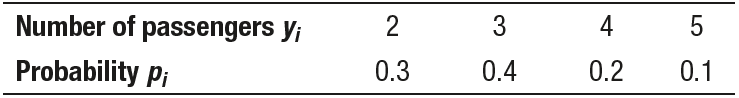 Number of passengers yᵢ 2 3 4 5
Probability pᵢ 0.3 0.4 0.2 0.1